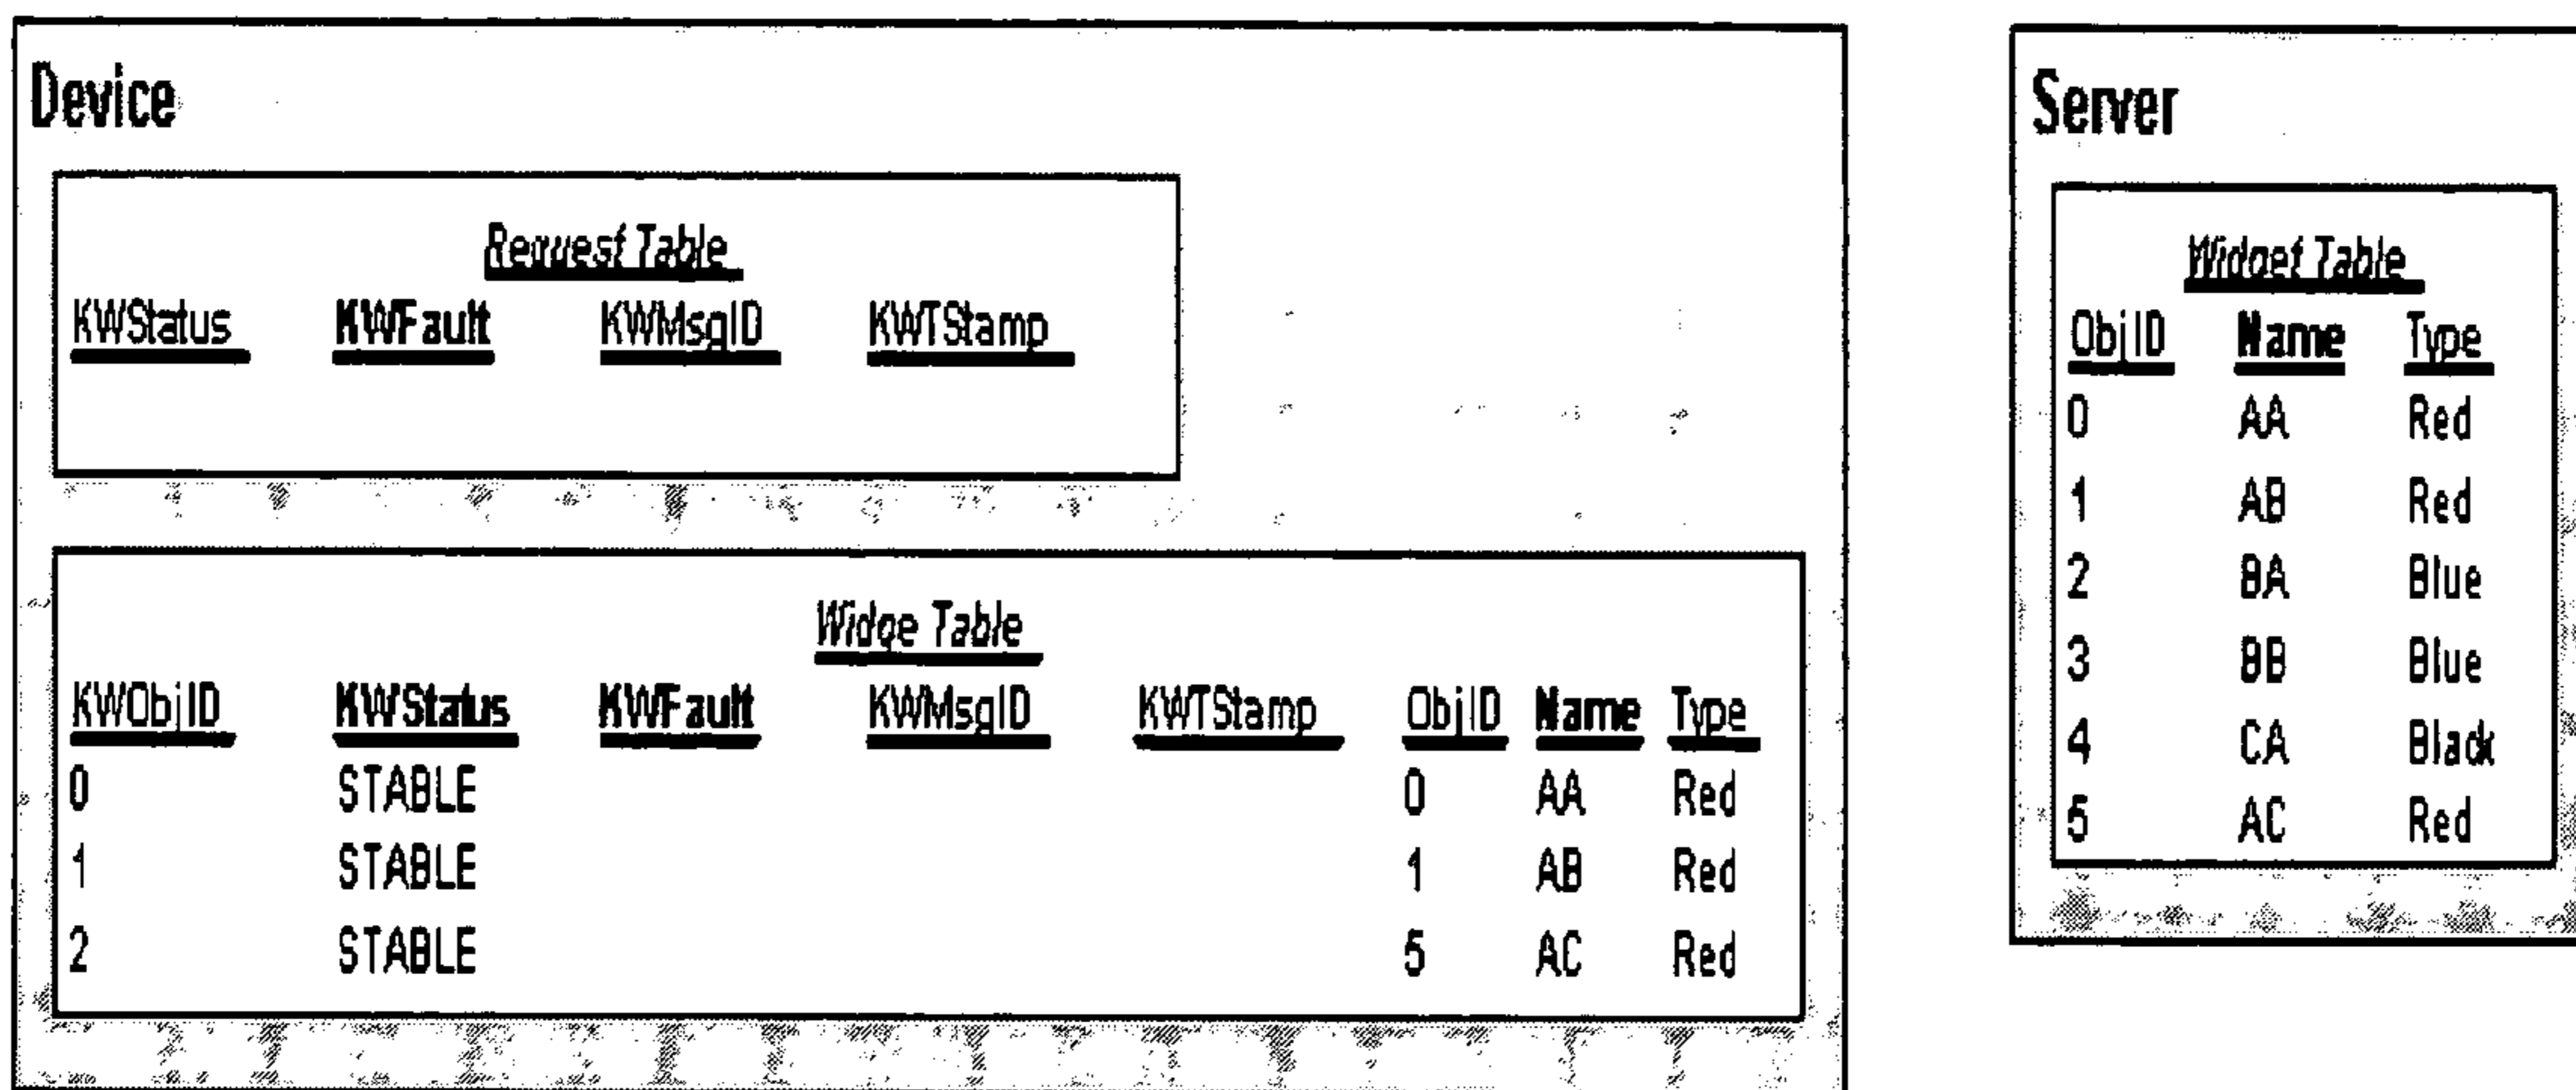 Device
Request Table
KWStatus KWFault KWMsgID KWTStamp
Widge Table
KWObjID KWStatus KWFault KWMsgID KWTStamp ObjID Name Type
0 STABLE 0 AA Red
1 STABLE 1 AB Red
2 STABLE 5 AC Red
Server
Widget Table
ObjID Name Type
0 AA Red
1 AB Red
2 BA Blue
3 BB Blue
4 CA Black
5 AC Red